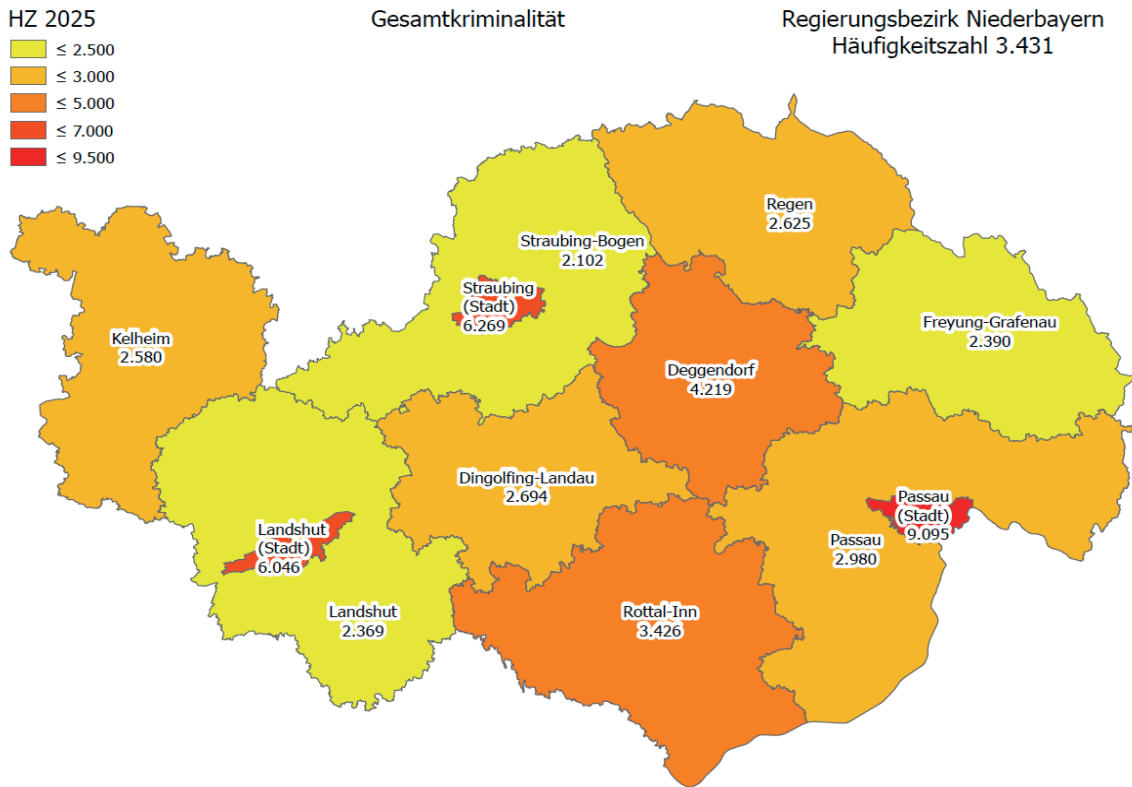 HZ 2025
≤ 2.500
≤ 3.000
≤ 5.000
≤ 7.000
≤ 9.500
Gesamtkriminalität
Regierungsbezirk Niederbayern
Häufigkeitszahl 3.431
Regen
2.625
Straubing-Bogen
2.102
Straubing
(Stadt)
6.269
Freyung-Grafenau
2.390
Kelheim
2.580
Deggendorf
4.219
Dingolfing-Landau
2.694
Passau
(Stadt)
9.095
Passau
2.980
Landshut
(Stadt)
6.046
Landshut
2.369
Rottal-Inn
3.426